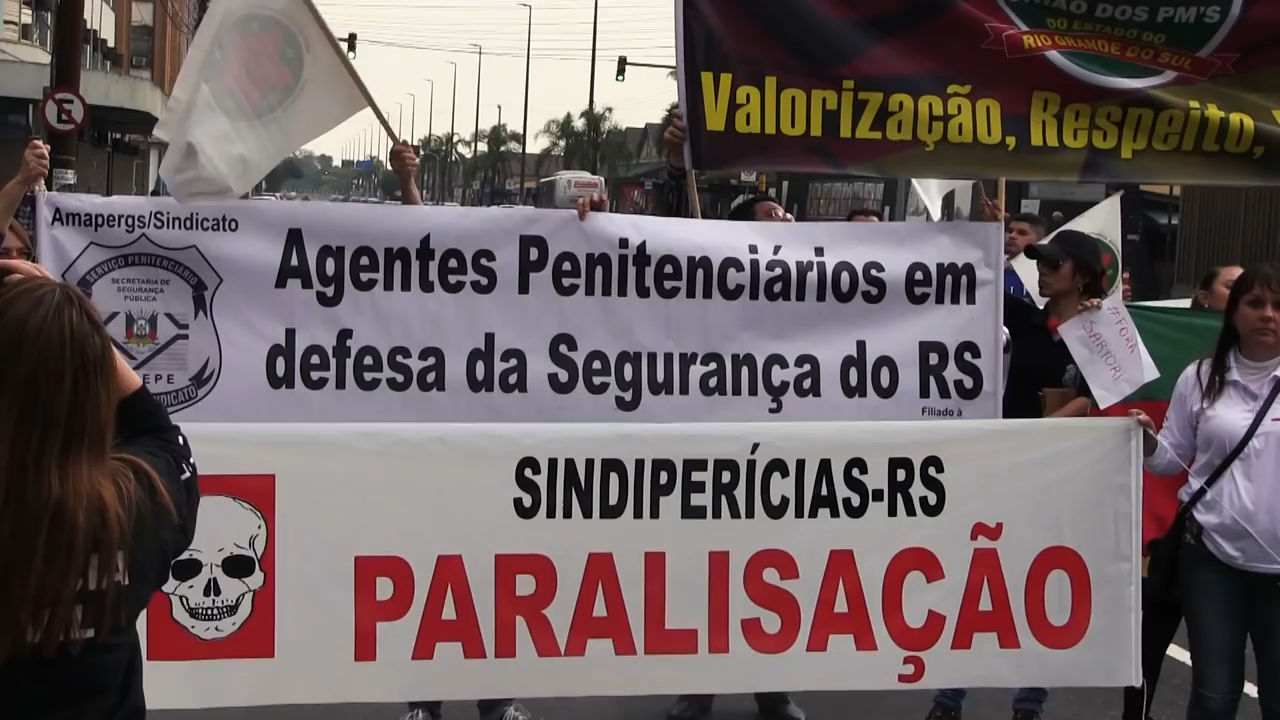 UNIÃO DOS PM'S
DO ESTADO DO
RIO GRANDE DO SUL
Valorização, Respeito,
E
Amapergs/Sindicato
SERVIÇO PENITENCIÁRIO
SECRETARIA DE
SEGURANÇA
PÚBLICA
Agentes Penitenciários em
defesa da Segurança do RS
Filiado à
#FORA
SARTORI
SINDIPERÍCIAS-RS
PARALISAÇÃO